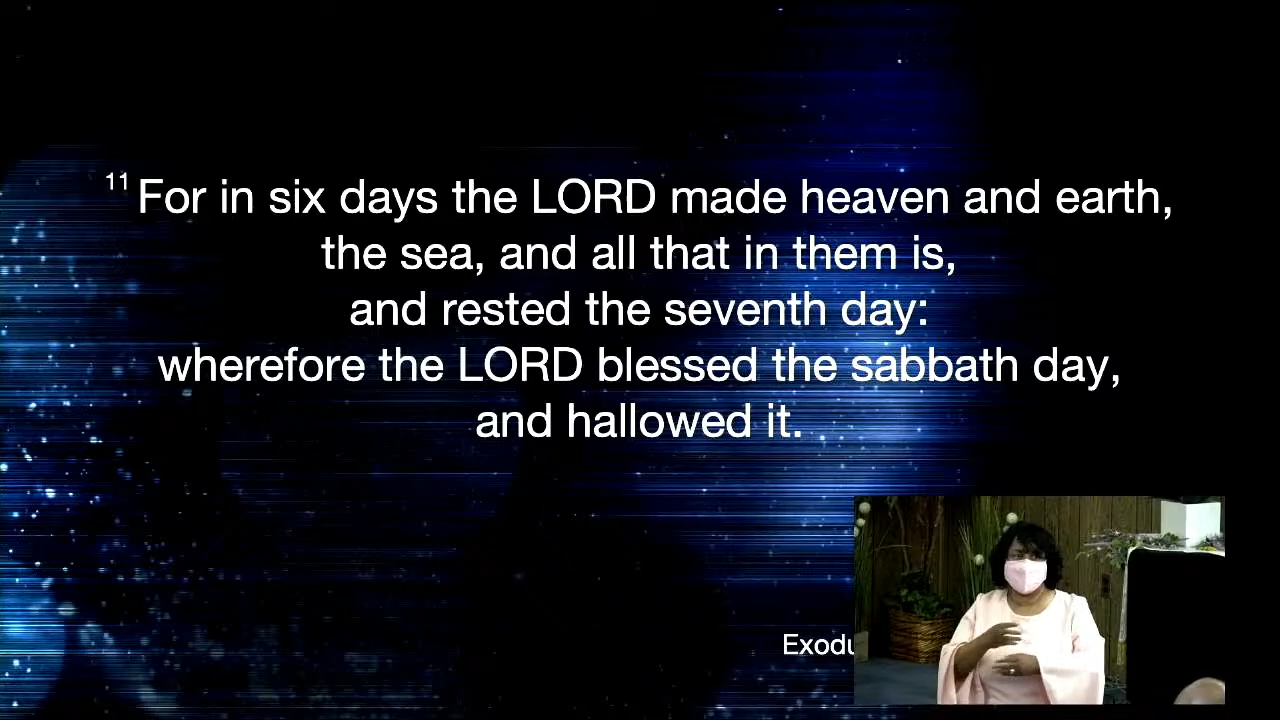 11 For in six days the LORD made heaven and earth,
the sea, and all that in them is,
and rested the seventh day:
wherefore the LORD blessed the sabbath day,
and hallowed it.
Exodu